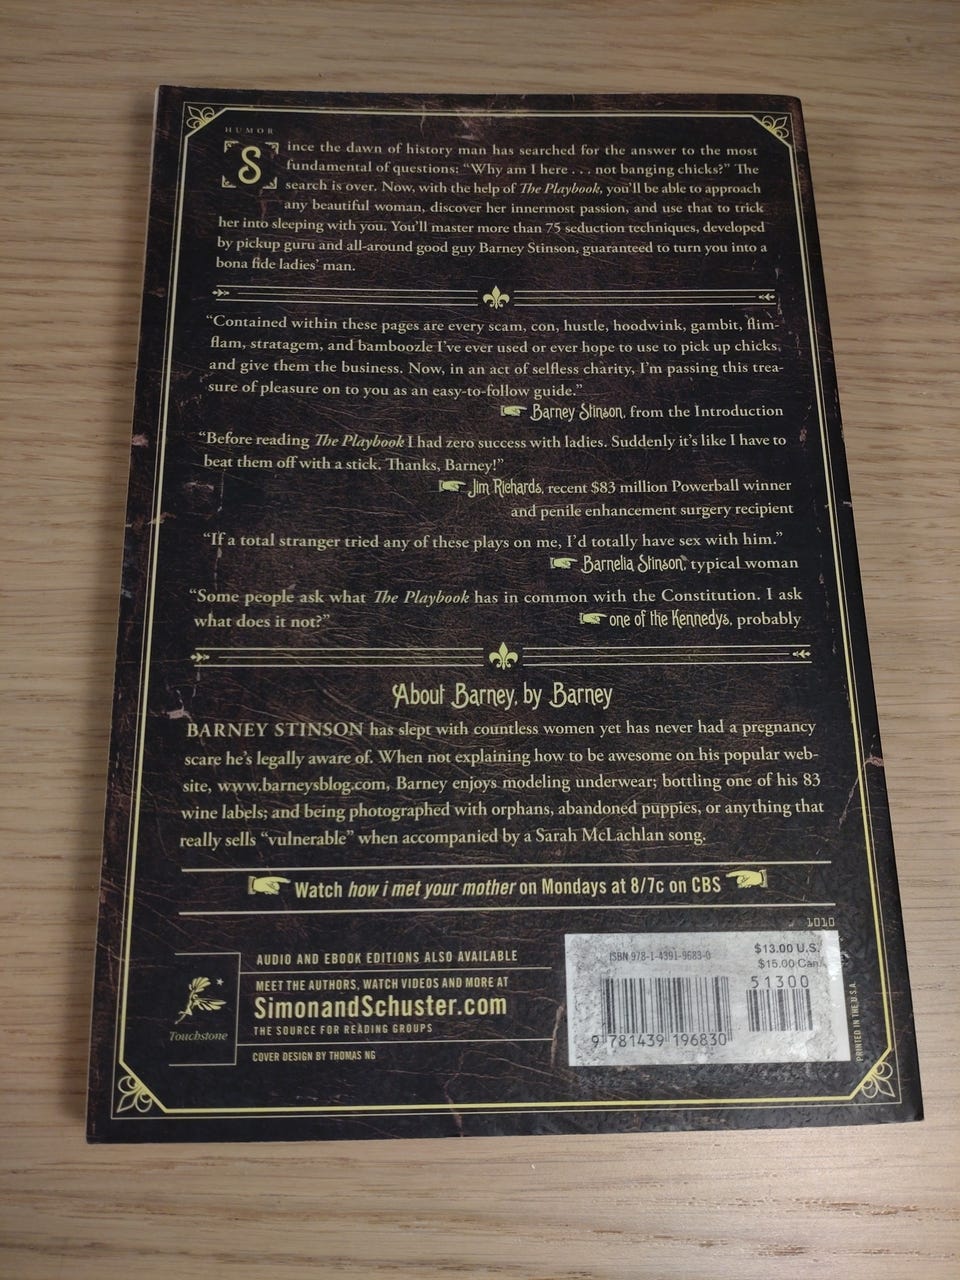 HUMOR
Since the dawn of history man has searched for the answer to the most
fundamental of questions: “Why am I here . . . not banging chicks?” The
search is over. Now, with the help of The Playbook, you’ll be able to approach
any beautiful woman, discover her innermost passion, and use that to trick
her into sleeping with you. You’ll master more than 75 seduction techniques, developed
by pickup guru and all-around good guy Barney Stinson, guaranteed to turn you into a
bona fide ladies’ man.
“Contained within these pages are every scam, con, hustle, hoodwink, gambit, flim-
flam, stratagem, and bamboozle I’ve ever used or ever hope to use to pick up chicks
and give them the business. Now, in an act of selfless charity, I’m passing this trea-
sure of pleasure on to you as an easy-to-follow guide.”
Barney Stinson, from the Introduction
“Before reading The Playbook I had zero success with ladies. Suddenly it’s like I have to
beat them off with a stick. Thanks, Barney!”
Jim Richards, recent $83 million Powerball winner
and penile enhancement surgery recipient
“If a total stranger tried any of these plays on me, I’d totally have sex with him.”
Barnelia Stinson, typical woman
“Some people ask what The Playbook has in common with the Constitution. I ask
what does it not?”
one of the Kennedys, probably
About Barney, by Barney
BARNEY STINSON has slept with countless women yet has never had a pregnancy
scare he’s legally aware of. When not explaining how to be awesome on his popular web-
site, www.barneysblog.com, Barney enjoys modeling underwear; bottling one of his 83
wine labels; and being photographed with orphans, abandoned puppies, or anything that
really sells “vulnerable” when accompanied by a Sarah McLachlan song.
Watch how i met your mother on Mondays at 8/7c on CBS
1010
AUDIO AND EBOOK EDITIONS ALSO AVAILABLE
MEET THE AUTHORS, WATCH VIDEOS AND MORE AT
SimonandSchuster.com
THE SOURCE FOR READING GROUPS
Touchstone
COVER DESIGN BY THOMAS NG
ISBN 978-1-4391-9683-0
$13.00 U.S.
$15.00 Can.
51300
9 781439 196830
PRINTED IN THE U.S.A.